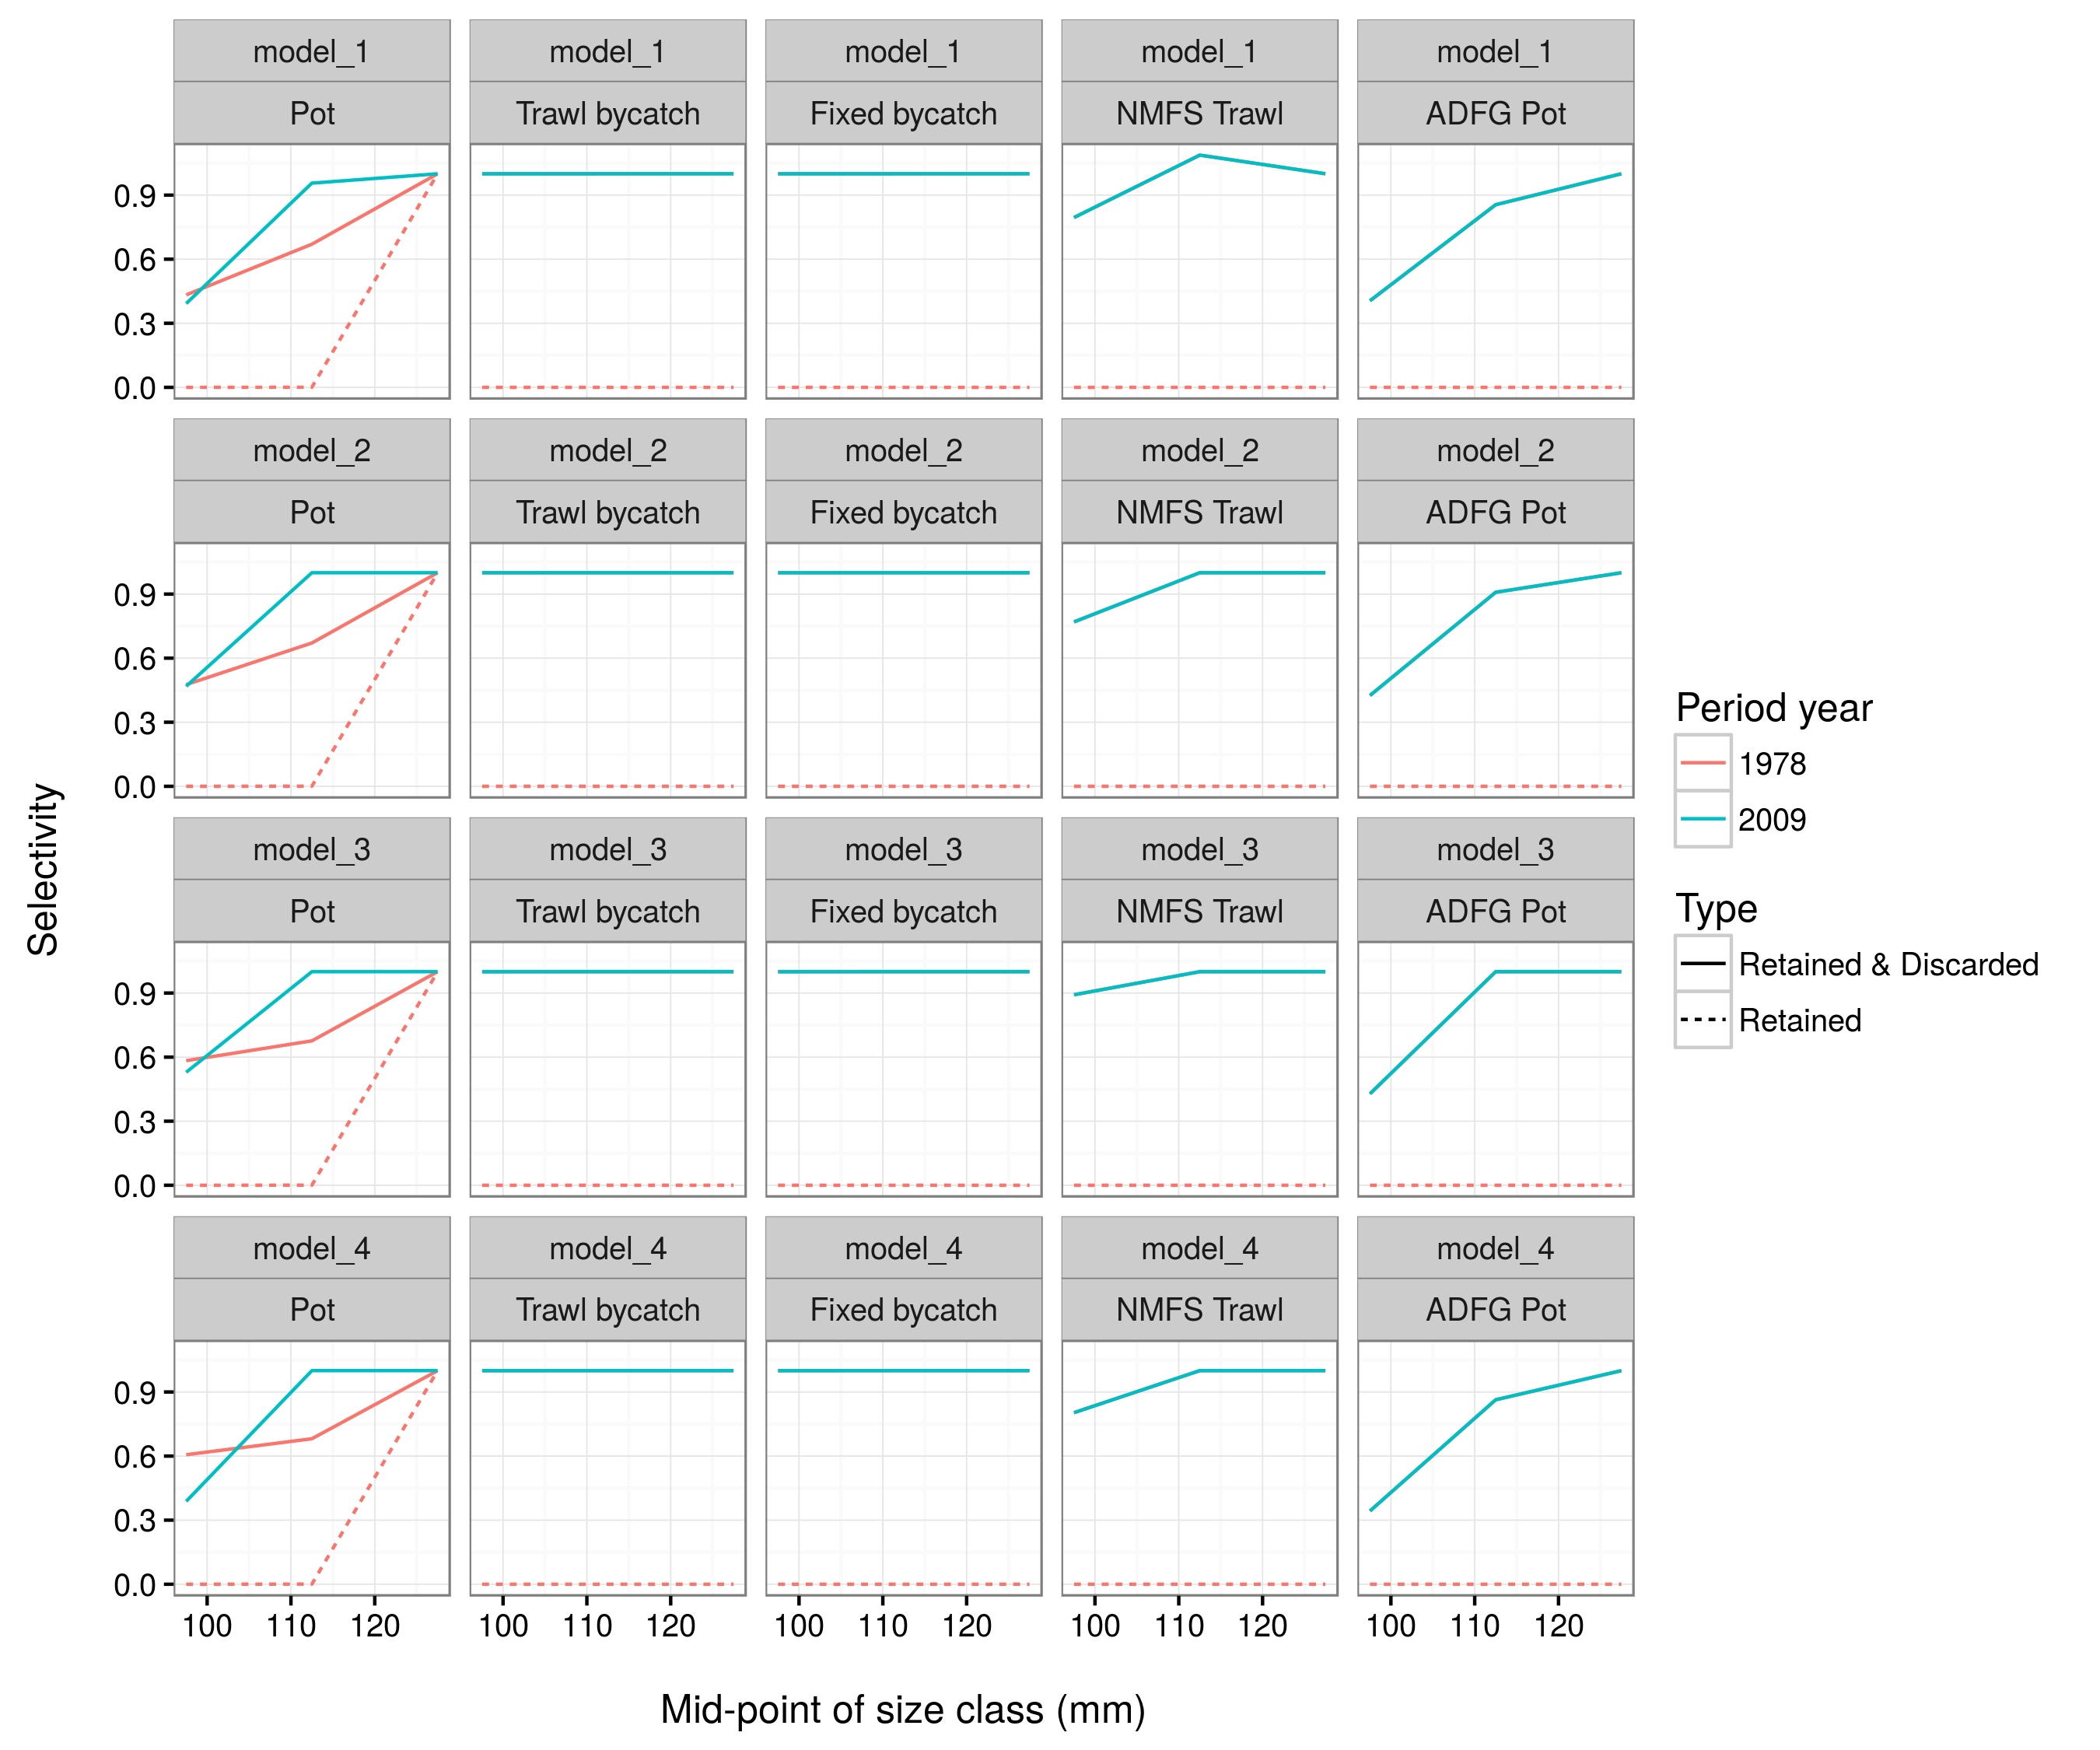 model_1 model_1 model_1 model_1 model_1
Pot Trawl bycatch Fixed bycatch NMFS Trawl ADFG Pot
0.9
0.6
0.3
0.0
model_2 model_2 model_2 model_2 model_2
Pot Trawl bycatch Fixed bycatch NMFS Trawl ADFG Pot
0.9
0.6
0.3
0.0
model_3 model_3 model_3 model_3 model_3
Pot Trawl bycatch Fixed bycatch NMFS Trawl ADFG Pot
0.9
0.6
0.3
0.0
model_4 model_4 model_4 model_4 model_4
Pot Trawl bycatch Fixed bycatch NMFS Trawl ADFG Pot
0.9
0.6
0.3
0.0
100 110 120 100 110 120 100 110 120 100 110 120 100 110 120
Mid-point of size class (mm)
Selectivity
Period year
1978
2009
Type
Retained & Discarded
Retained